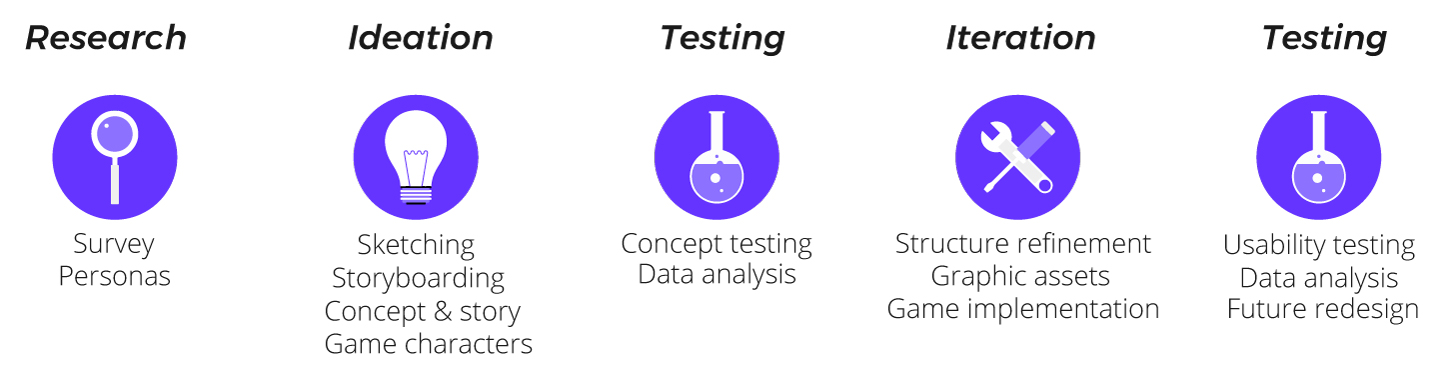 Research
Survey
Personas
Ideation
Sketching
Storyboarding
Concept & story
Game characters
Testing
Concept testing
Data analysis
Iteration
Structure refinement
Graphic assets
Game implementation
Testing
Usability testing
Data analysis
Future redesign